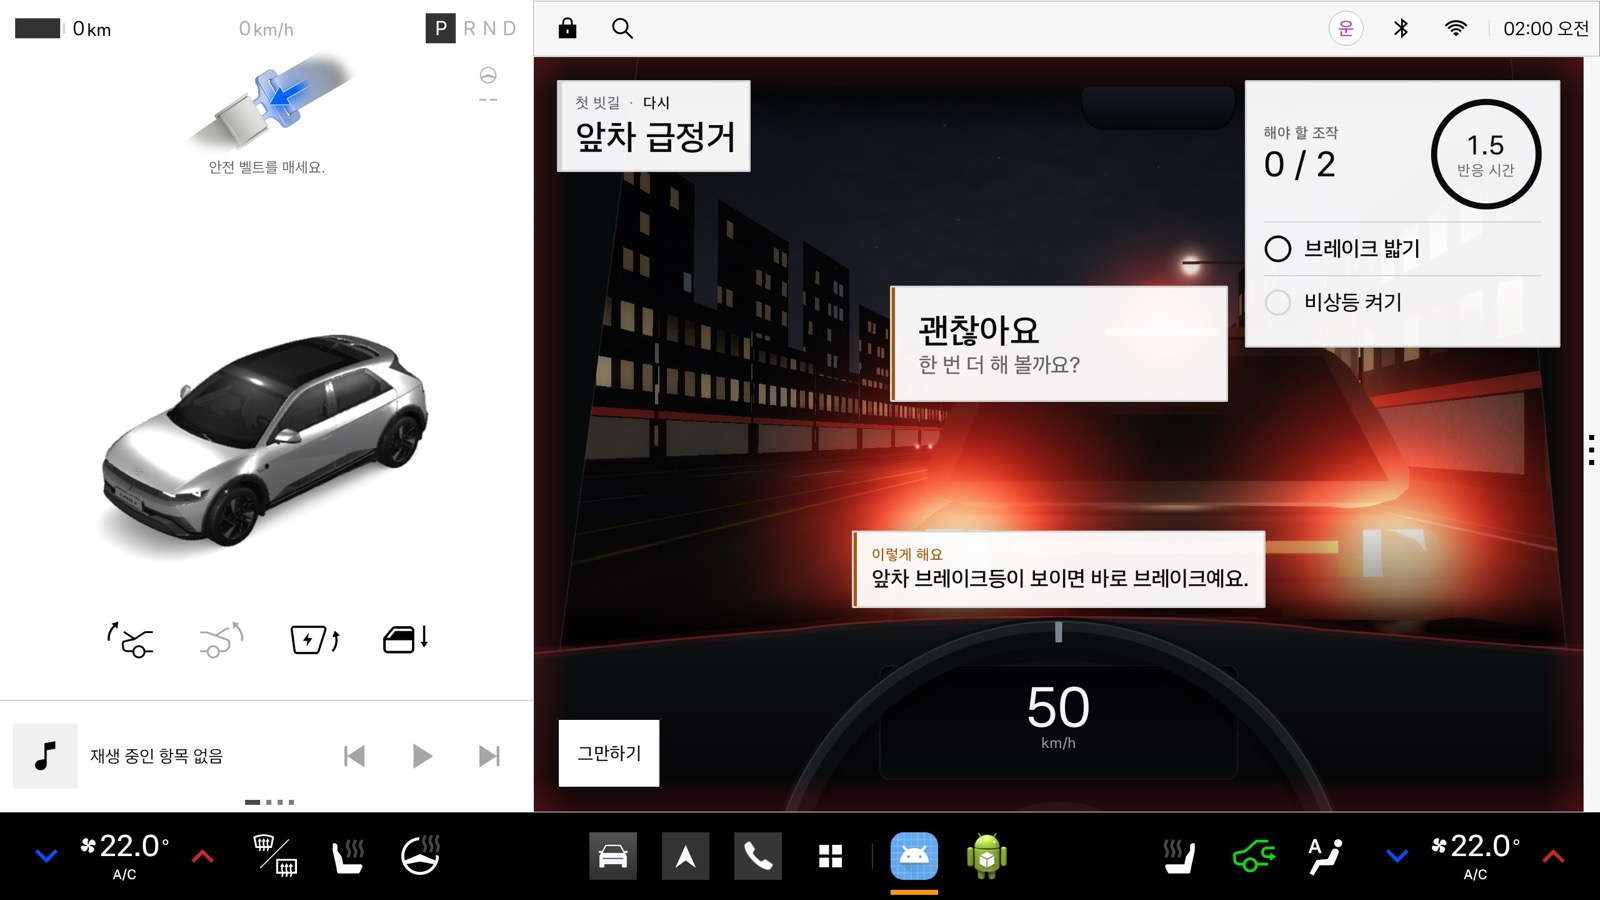 0 km
0 km/h
P R N D
안전 벨트를 매세요.
재생 중인 항목 없음
운
02:00 오전
첫 빗길 · 다시
앞차 급정거
해야 할 조작
0 / 2
1.5
반응 시간
브레이크 밟기
비상등 켜기
괜찮아요
한 번 더 해 볼까요?
이렇게 해요
앞차 브레이크등이 보이면 바로 브레이크예요.
50
km/h
그만하기
22.0°
A/C
A
22.0°
A/C